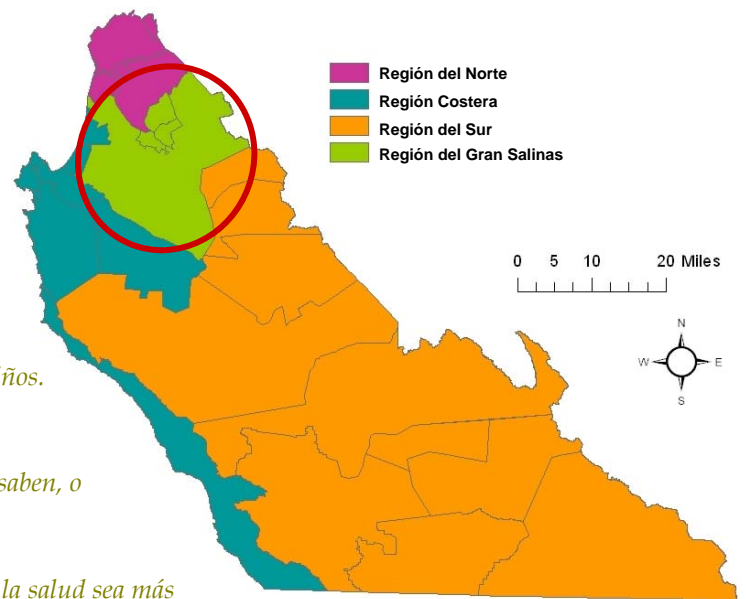 Región del Norte
Región Costera
Región del Sur
Región del Gran Salinas
0 5 10 20 Miles
N
W E
S
ños.
saben, o
la salud sea más